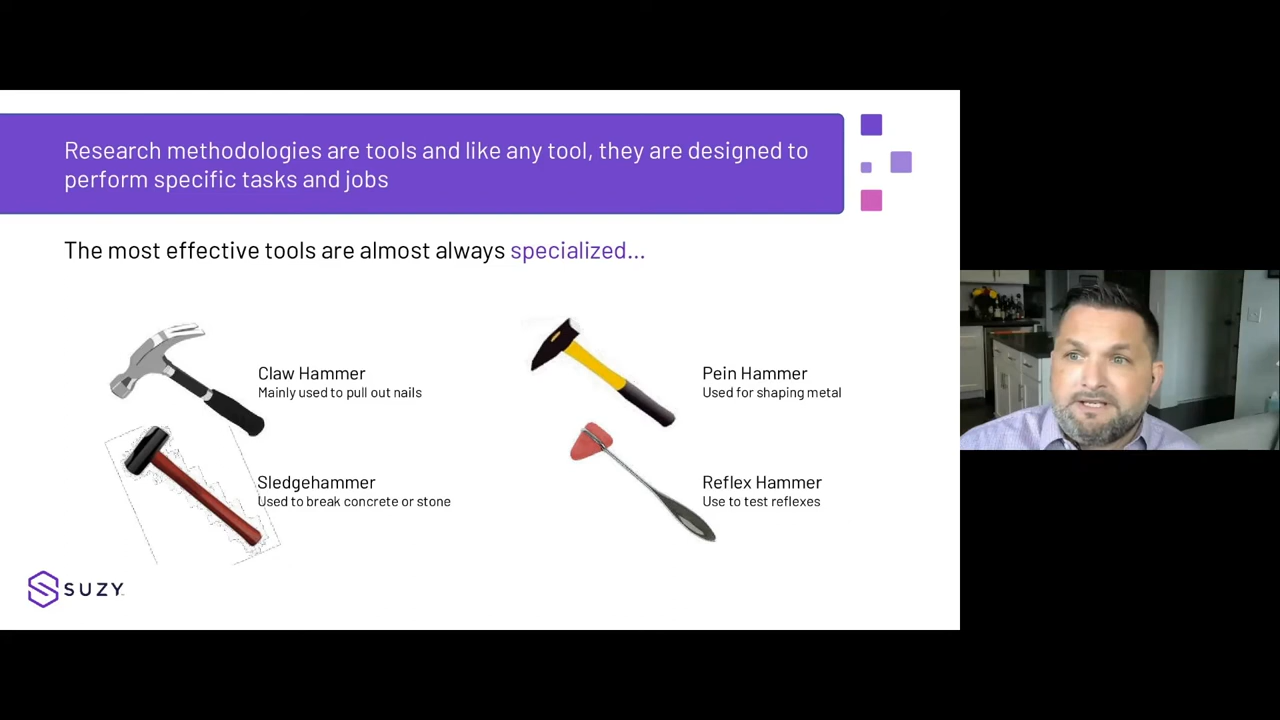 Research methodologies are tools and like any tool, they are designed to
perform specific tasks and jobs
The most effective tools are almost always specialized...
Claw Hammer
Mainly used to pull out nails
Pein Hammer
Used for shaping metal
Sledgehammer
Used to break concrete or stone
Reflex Hammer
Use to test reflexes
SUZY